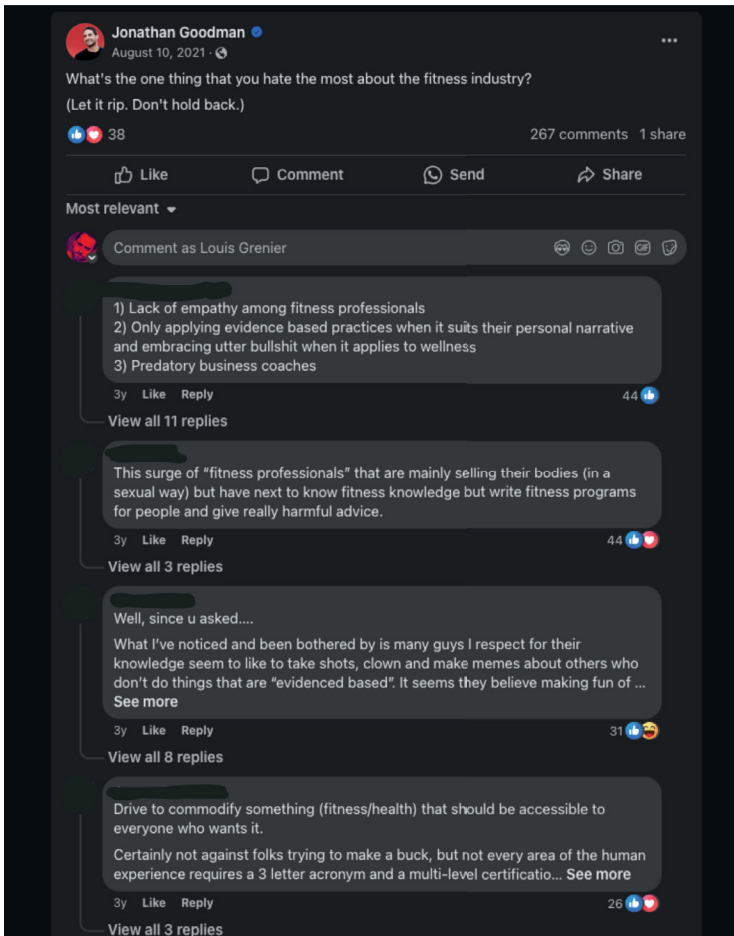 Jonathan Goodman
August 10, 2021 ·
What's the one thing that you hate the most about the fitness industry?
(Let it rip. Don't hold back.)
38
267 comments 1 share
Like Comment Send Share
Most relevant
Comment as Louis Grenier
GIF
1) Lack of empathy among fitness professionals
2) Only applying evidence based practices when it suits their personal narrative
and embracing utter bullshit when it applies to wellness
3) Predatory business coaches
3y Like Reply 44
View all 11 replies
This surge of “fitness professionals” that are mainly selling their bodies (in a
sexual way) but have next to know fitness knowledge but write fitness programs
for people and give really harmful advice.
3y Like Reply 44
View all 3 replies
Well, since u asked....
What I’ve noticed and been bothered by is many guys I respect for their
knowledge seem to like to take shots, clown and make memes about others who
don’t do things that are “evidenced based”. It seems they believe making fun of ...
See more
3y Like Reply 31
View all 8 replies
Drive to commodify something (fitness/health) that should be accessible to
everyone who wants it.
Certainly not against folks trying to make a buck, but not every area of the human
experience requires a 3 letter acronym and a multi-level certificatio... See more
3y Like Reply 26
View all 3 replies